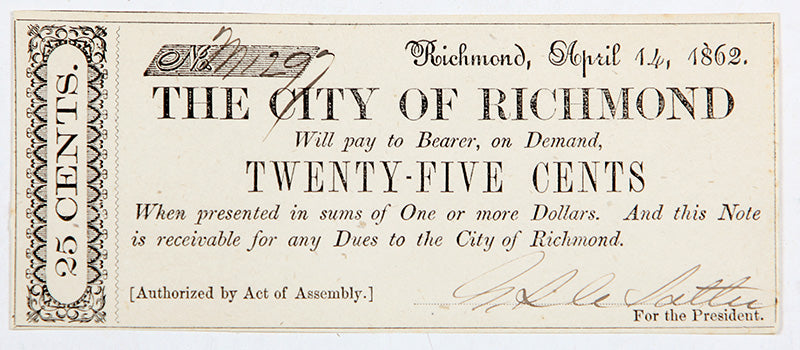 25 CENTS.
No
Richmond, April 14, 1862.
THE CITY OF RICHMOND
Will pay to Bearer, on Demand,
TWENTY-FIVE CENTS
When presented in sums of One or more Dollars. And this Note
is receivable for any Dues to the City of Richmond.
[Authorized by Act of Assembly.]
For the President.